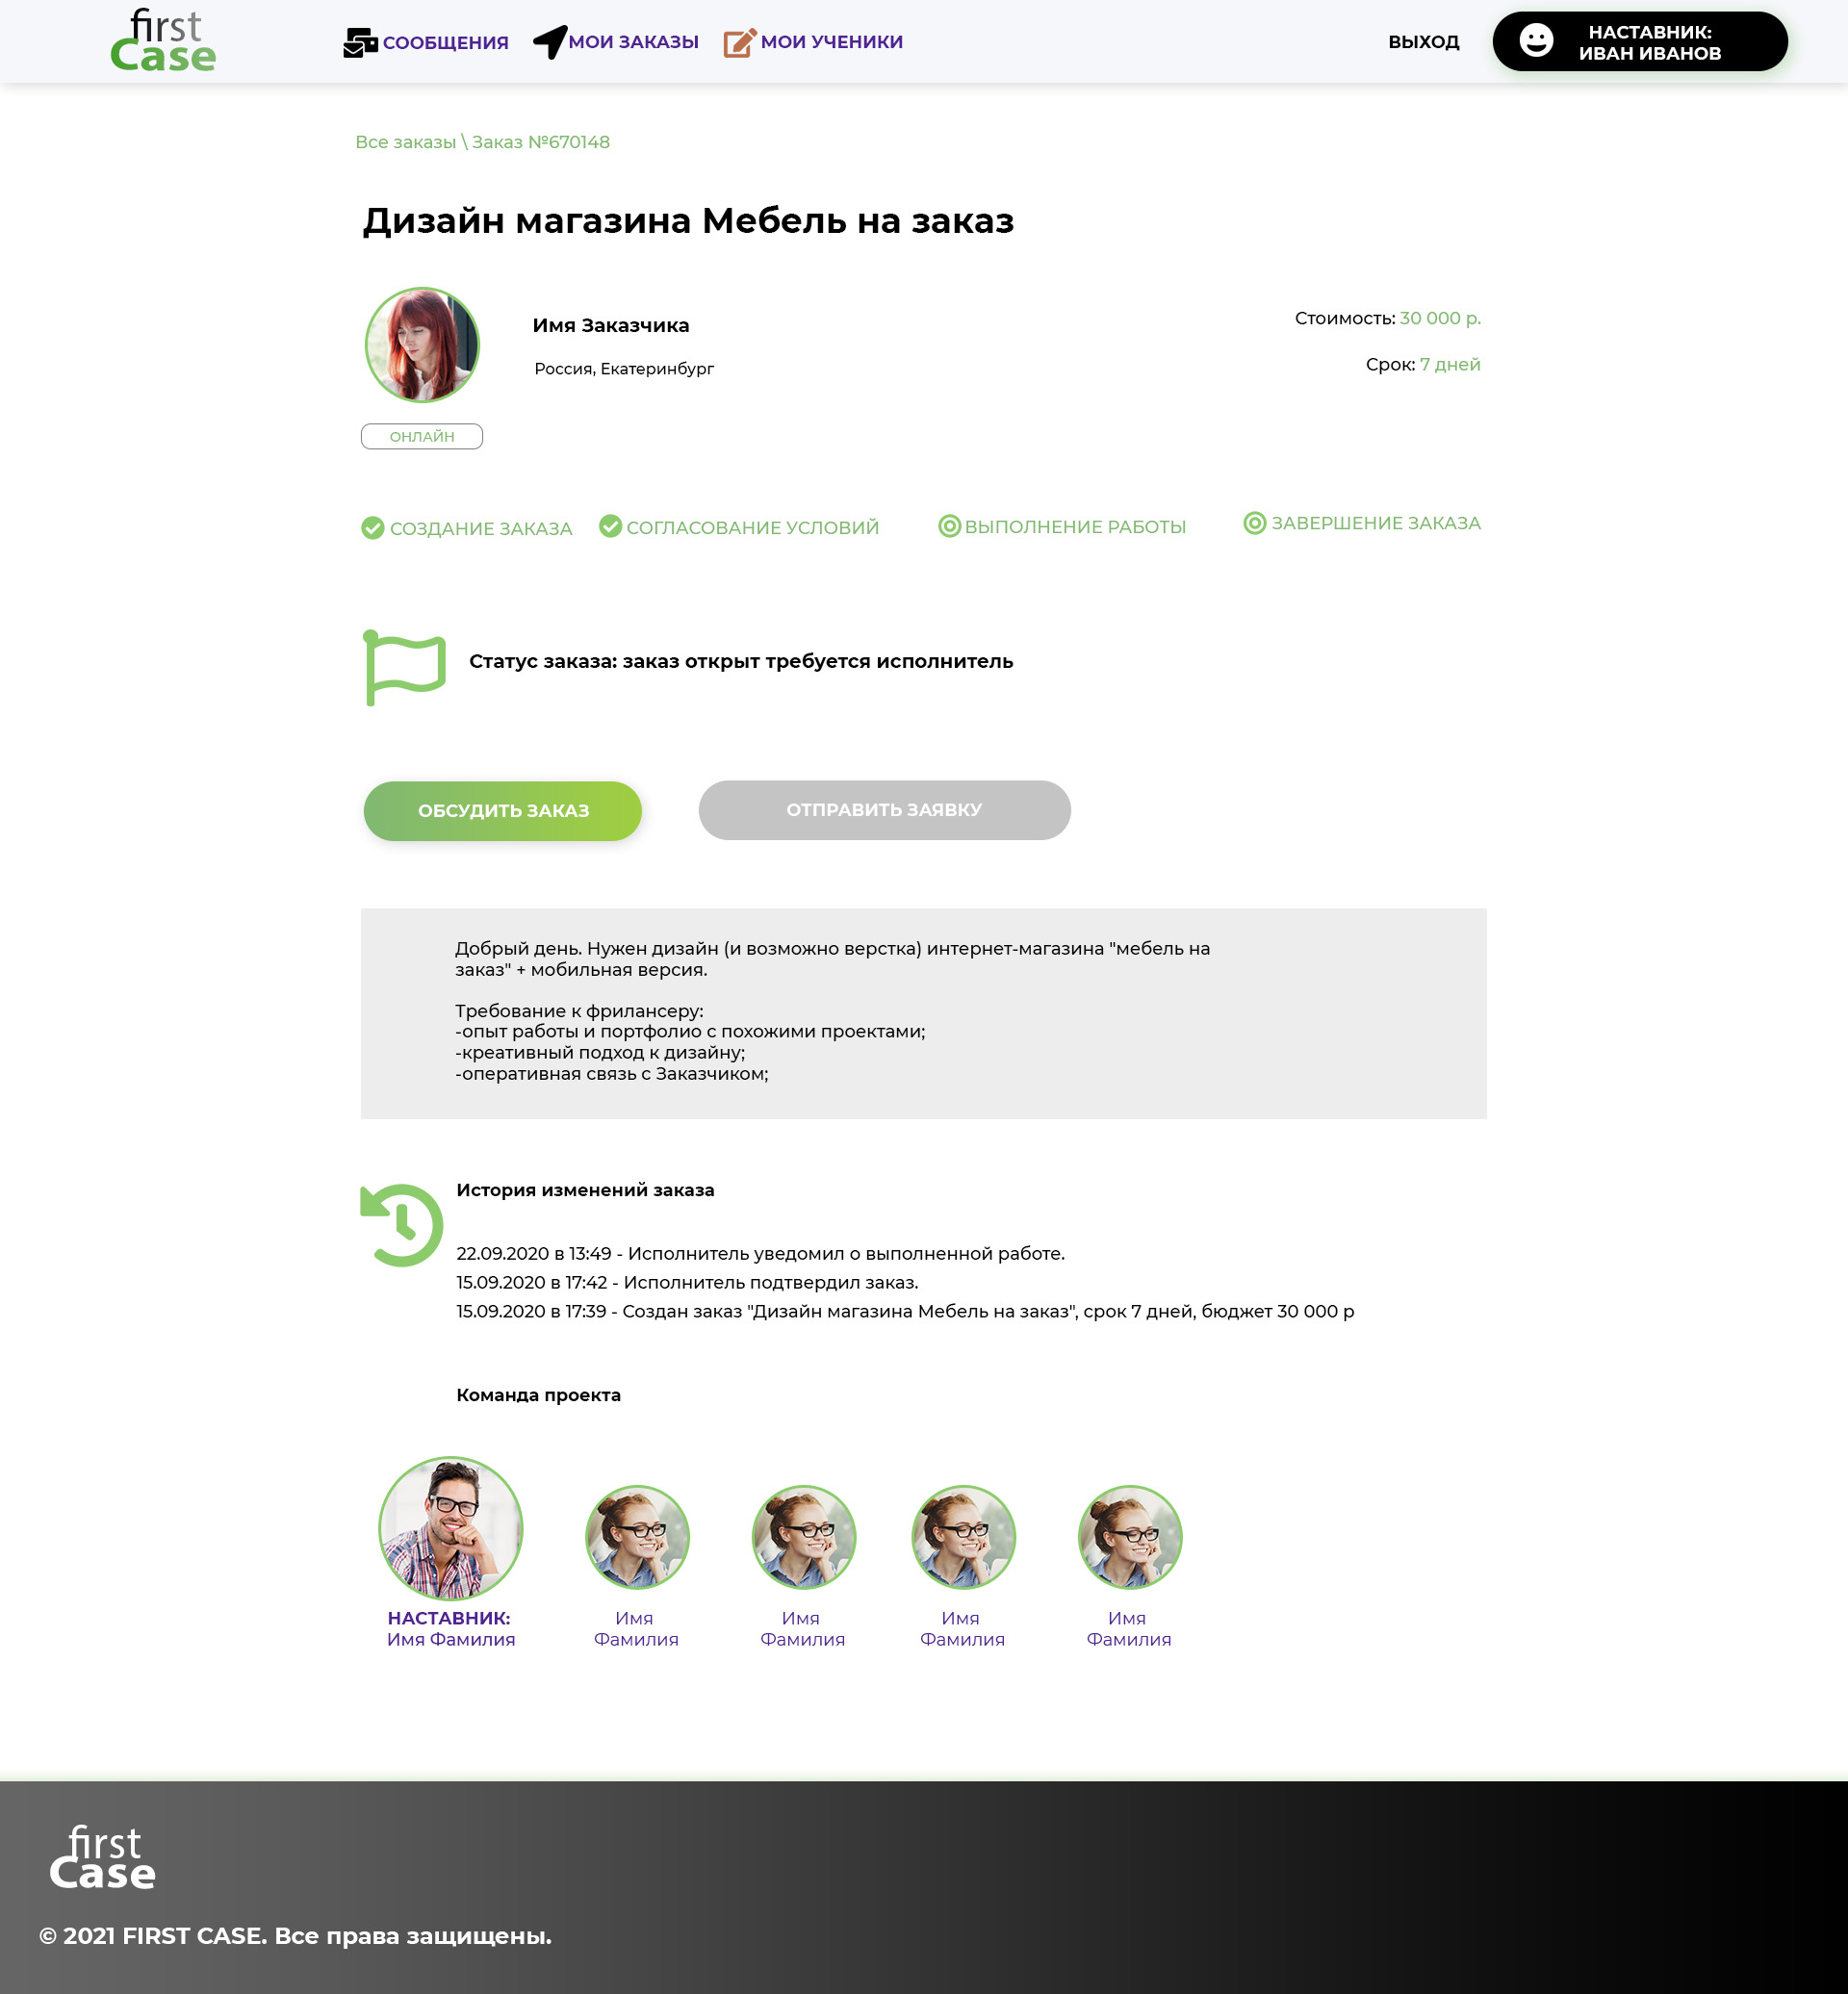 first
Case
СООБЩЕНИЯ
МОИ ЗАКАЗЫ
МОИ УЧЕНИКИ
ВЫХОД
НАСТАВНИК:
ИВАН ИВАНОВ
Все заказы \ Заказ №670148
Дизайн магазина Мебель на заказ
Имя Заказчика
Россия, Екатеринбург
Стоимость: 30 000 р.
Срок: 7 дней
ОНЛАЙН
СОЗДАНИЕ ЗАКАЗА
СОГЛАСОВАНИЕ УСЛОВИЙ
ВЫПОЛНЕНИЕ РАБОТЫ
ЗАВЕРШЕНИЕ ЗАКАЗА
Статус заказа: заказ открыт требуется исполнитель
ОБСУДИТЬ ЗАКАЗ
ОТПРАВИТЬ ЗАЯВКУ
Добрый день. Нужен дизайн (и возможно верстка) интернет-магазина "мебель на
заказ" + мобильная версия.
Требование к фрилансеру:
-опыт работы и портфолио с похожими проектами;
-креативный подход к дизайну;
-оперативная связь с Заказчиком;
История изменений заказа
22.09.2020 в 13:49 - Исполнитель уведомил о выполненной работе.
15.09.2020 в 17:42 - Исполнитель подтвердил заказ.
15.09.2020 в 17:39 - Создан заказ "Дизайн магазина Мебель на заказ", срок 7 дней, бюджет 30 000 р
Команда проекта
НАСТАВНИК:
Имя Фамилия
Имя
Фамилия
Имя
Фамилия
Имя
Фамилия
Имя
Фамилия
first
Case
© 2021 FIRST CASE. Все права защищены.